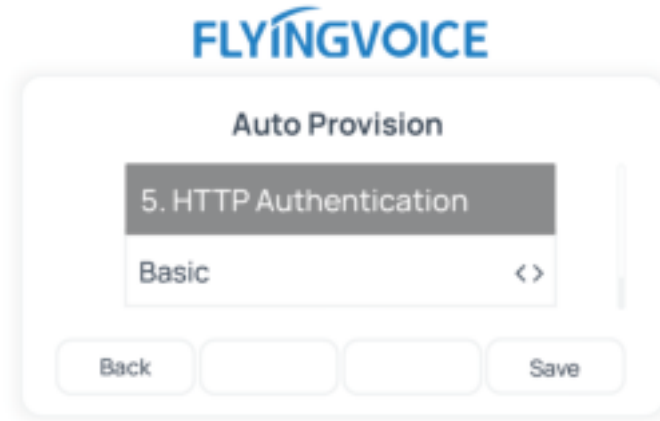 FLYINGVOICE
Auto Provision
5. HTTP Authentication
Basic <>
Back Save